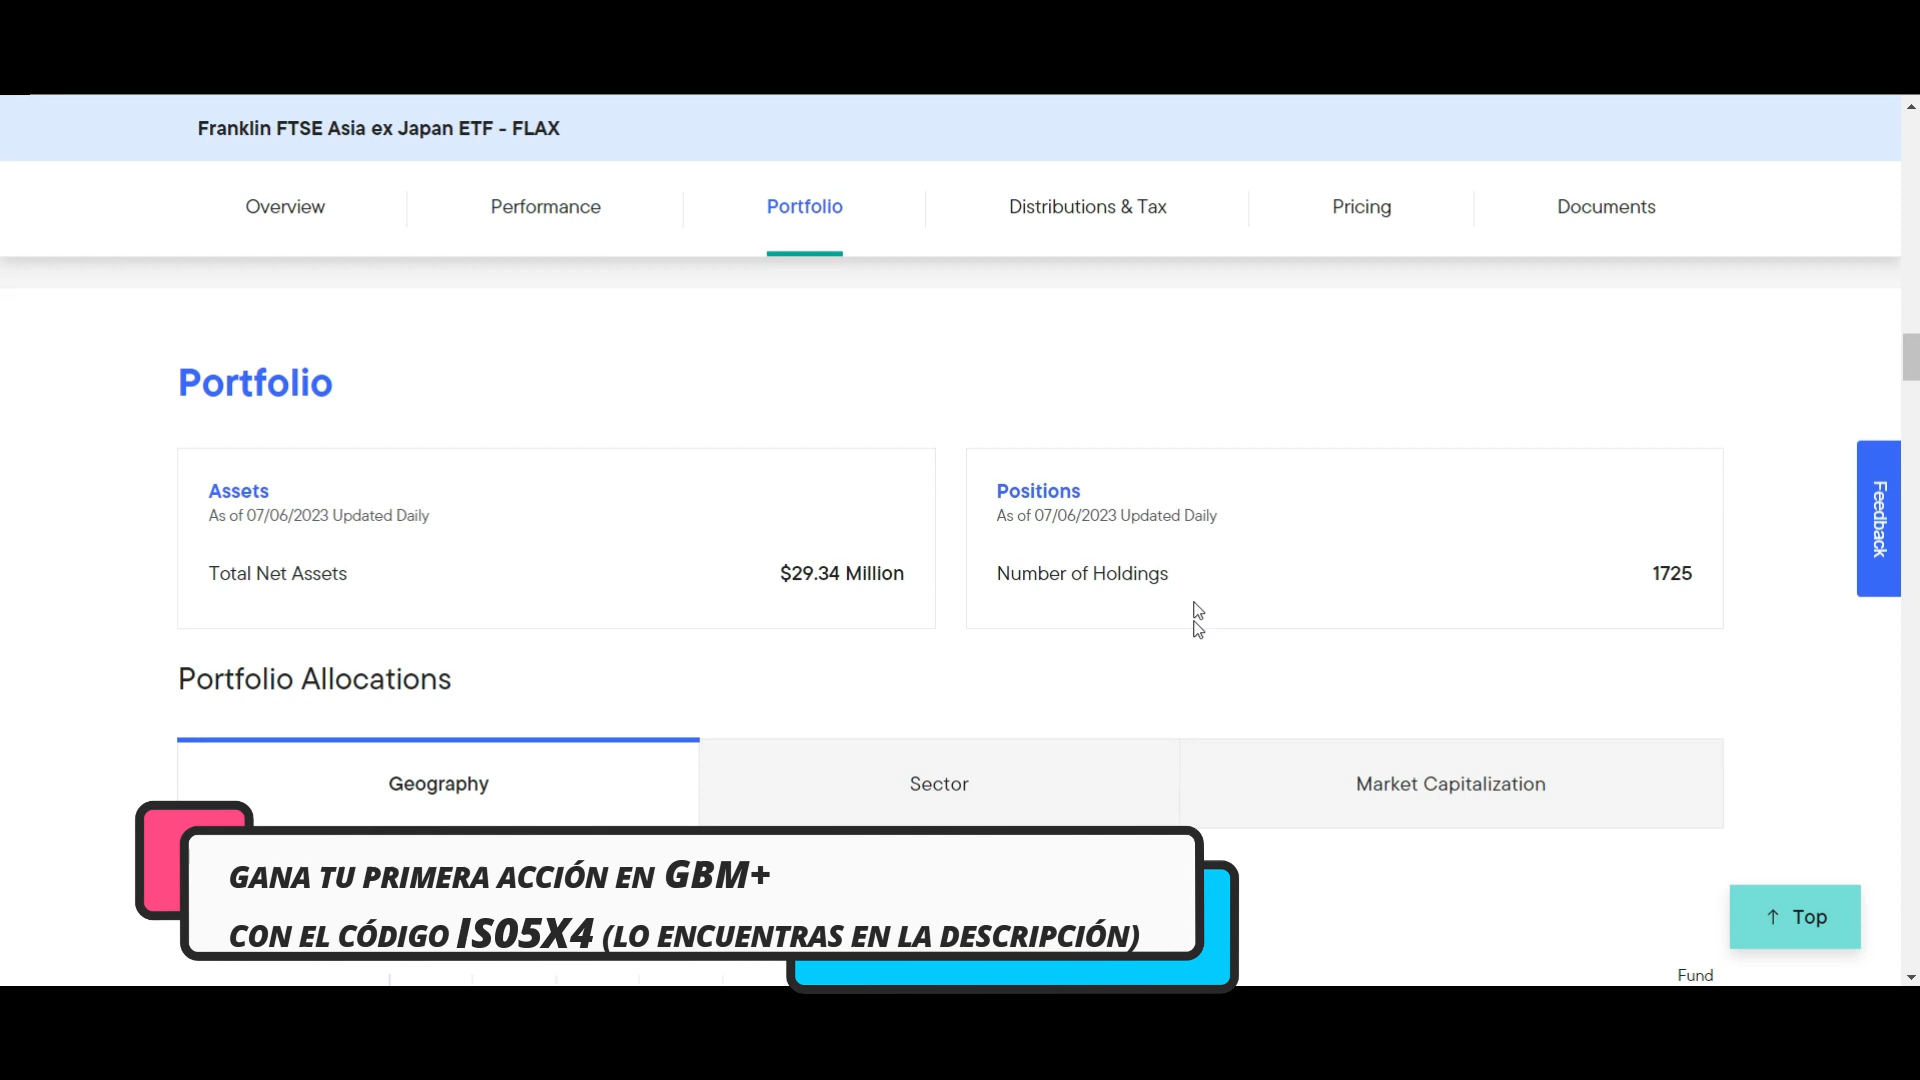 Franklin FTSE Asia ex Japan ETF - FLAX
Overview
Performance
Portfolio
Distributions & Tax
Pricing
Documents
Portfolio
Assets
As of 07/06/2023 Updated Daily
Total Net Assets
$29.34 Million
Positions
As of 07/06/2023 Updated Daily
Number of Holdings
1725
Feedback
Portfolio Allocations
Geography
Sector
Market Capitalization
GANA TU PRIMERA ACCIÓN EN GBM+
CON EL CÓDIGO IS05X4 (LO ENCUENTRAS EN LA DESCRIPCIÓN)
↑ Top
Fund